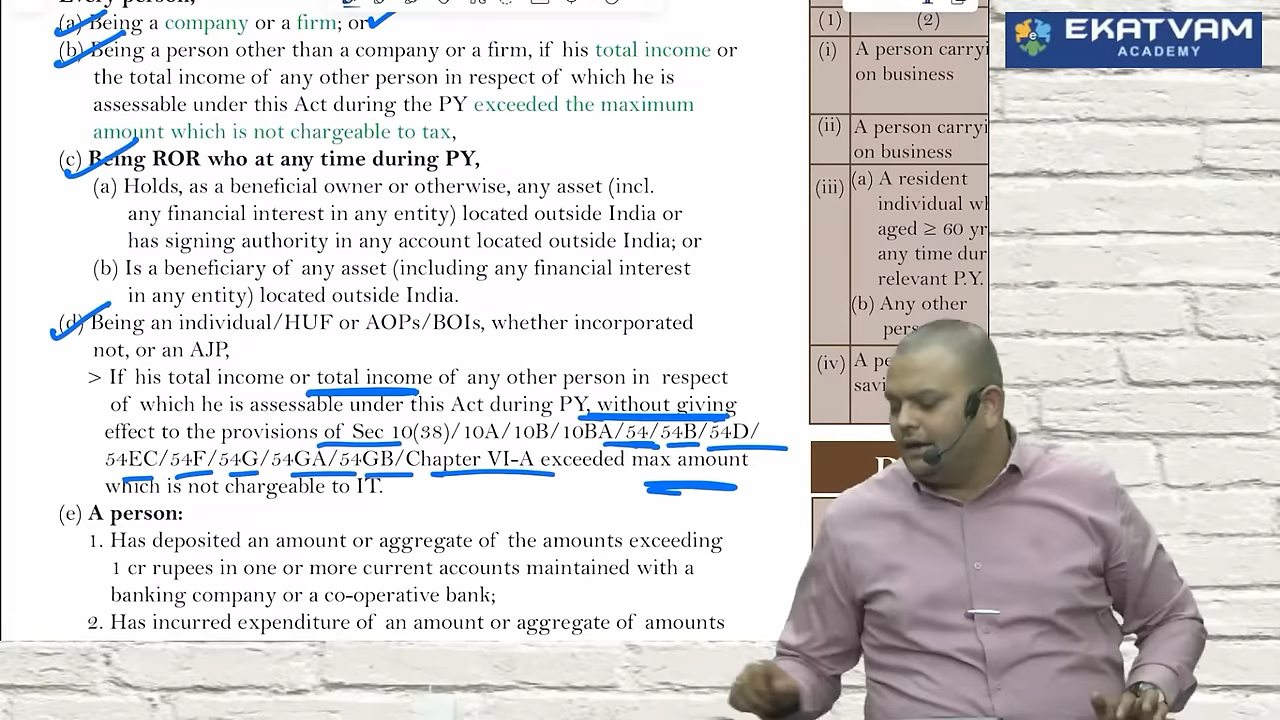 Every person,
(a) Being a company or a firm; or
(b) Being a person other than a company or a firm, if his total income or
the total income of any other person in respect of which he is
assessable under this Act during the PY exceeded the maximum
amount which is not chargeable to tax,
(c) Being ROR who at any time during PY,
(a) Holds, as a beneficial owner or otherwise, any asset (incl.
any financial interest in any entity) located outside India or
has signing authority in any account located outside India; or
(b) Is a beneficiary of any asset (including any financial interest
in any entity) located outside India.
(d) Being an individual/HUF or AOPs/BOIs, whether incorporated
not, or an AJP,
> If his total income or total income of any other person in respect
of which he is assessable under this Act during PY, without giving
effect to the provisions of Sec 10(38)/10A/10B/10BA/54/54B/54D/
54EC/54F/54G/54GA/54GB/Chapter VI-A exceeded max amount
which is not chargeable to IT.
(e) A person:
1. Has deposited an amount or aggregate of the amounts exceeding
1 cr rupees in one or more current accounts maintained with a
banking company or a co-operative bank;
2. Has incurred expenditure of an amount or aggregate of amounts
(1) (2)
(i) A person carryi
on business
(ii) A person carryi
on business
(iii) (a) A resident
individual wh
aged ≥ 60 yr
any time dur
relevant P.Y.
(b) Any other
pers
(iv) A pe
savi
EKATVAM
ACADEMY